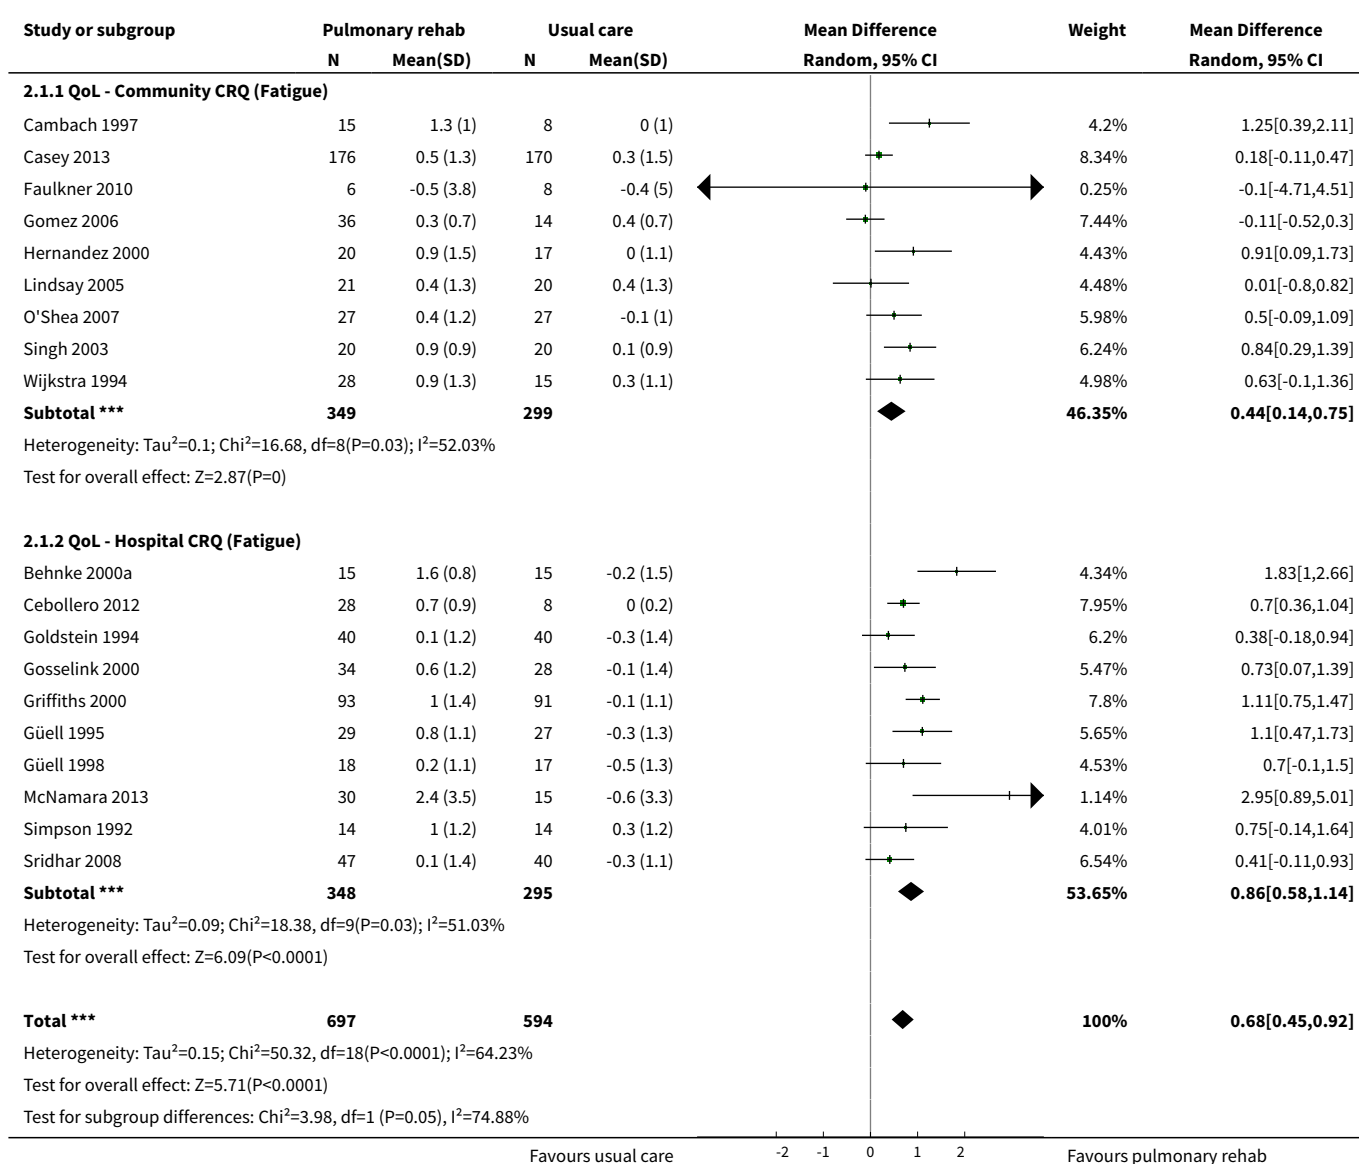 Study or subgroup Pulmonary rehab Usual care Mean Difference Weight Mean Difference
N Mean(SD) N Mean(SD) Random, 95% CI Random, 95% CI
2.1.1 QoL - Community CRQ (Fatigue)
Cambach 1997 15 1.3 (1) 8 0 (1) 4.2% 1.25[0.39,2.11]
Casey 2013 176 0.5 (1.3) 170 0.3 (1.5) 8.34% 0.18[-0.11,0.47]
Faulkner 2010 6 -0.5 (3.8) 8 -0.4 (5) 0.25% -0.1[-4.71,4.51]
Gomez 2006 36 0.3 (0.7) 14 0.4 (0.7) 7.44% -0.11[-0.52,0.3]
Hernandez 2000 20 0.9 (1.5) 17 0 (1.1) 4.43% 0.91[0.09,1.73]
Lindsay 2005 21 0.4 (1.3) 20 0.4 (1.3) 4.48% 0.01[-0.8,0.82]
O'Shea 2007 27 0.4 (1.2) 27 -0.1 (1) 5.98% 0.5[-0.09,1.09]
Singh 2003 20 0.9 (0.9) 20 0.1 (0.9) 6.24% 0.84[0.29,1.39]
Wijkstra 1994 28 0.9 (1.3) 15 0.3 (1.1) 4.98% 0.63[-0.1,1.36]
Subtotal *** 349 299 46.35% 0.44[0.14,0.75]
Heterogeneity: Tau²=0.1; Chi²=16.68, df=8(P=0.03); I²=52.03%
Test for overall effect: Z=2.87(P=0)
2.1.2 QoL - Hospital CRQ (Fatigue)
Behnke 2000a 15 1.6 (0.8) 15 -0.2 (1.5) 4.34% 1.83[1,2.66]
Cebollero 2012 28 0.7 (0.9) 8 0 (0.2) 7.95% 0.7[0.36,1.04]
Goldstein 1994 40 0.1 (1.2) 40 -0.3 (1.4) 6.2% 0.38[-0.18,0.94]
Gosselink 2000 34 0.6 (1.2) 28 -0.1 (1.4) 5.47% 0.73[0.07,1.39]
Griffiths 2000 93 1 (1.4) 91 -0.1 (1.1) 7.8% 1.11[0.75,1.47]
Güell 1995 29 0.8 (1.1) 27 -0.3 (1.3) 5.65% 1.1[0.47,1.73]
Güell 1998 18 0.2 (1.1) 17 -0.5 (1.3) 4.53% 0.7[-0.1,1.5]
McNamara 2013 30 2.4 (3.5) 15 -0.6 (3.3) 1.14% 2.95[0.89,5.01]
Simpson 1992 14 1 (1.2) 14 0.3 (1.2) 4.01% 0.75[-0.14,1.64]
Sridhar 2008 47 0.1 (1.4) 40 -0.3 (1.1) 6.54% 0.41[-0.11,0.93]
Subtotal *** 348 295 53.65% 0.86[0.58,1.14]
Heterogeneity: Tau²=0.09; Chi²=18.38, df=9(P=0.03); I²=51.03%
Test for overall effect: Z=6.09(P<0.0001)
Total *** 697 594 100% 0.68[0.45,0.92]
Heterogeneity: Tau²=0.15; Chi²=50.32, df=18(P<0.0001); I²=64.23%
Test for overall effect: Z=5.71(P<0.0001)
Test for subgroup differences: Chi²=3.98, df=1 (P=0.05), I²=74.88%
Favours usual care -2 -1 0 1 2 Favours pulmonary rehab